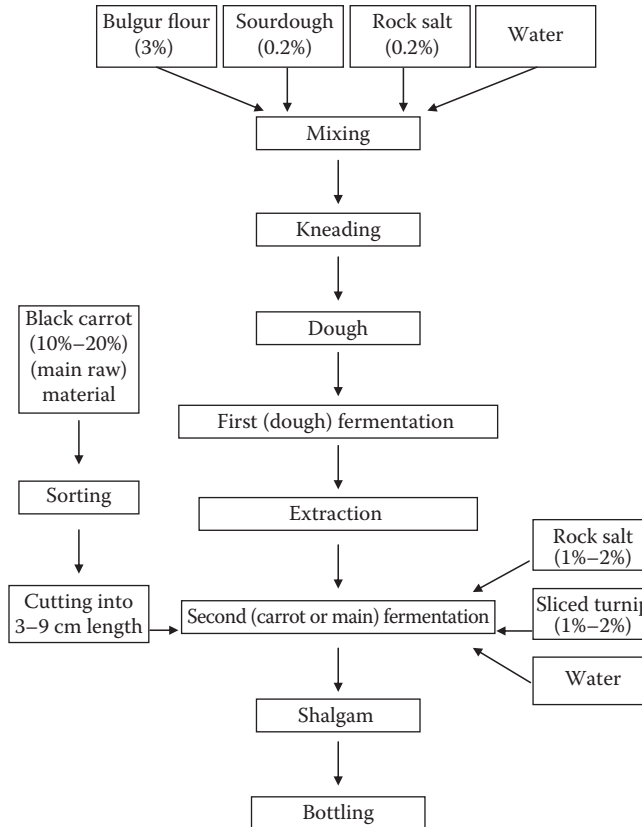 Bulgur flour
(3%)
Sourdough
(0.2%)
Rock salt
(0.2%)
Water
Mixing
Kneading
Dough
Black carrot
(10%–20%)
(main raw)
material
First (dough) fermentation
Sorting
Extraction
Rock salt
(1%–2%)
Cutting into
3–9 cm length
Second (carrot or main) fermentation
Sliced turnip
(1%–2%)
Water
Shalgam
Bottling